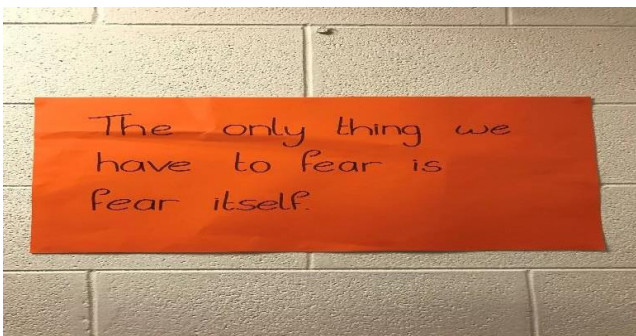 The only thing we
have to fear is
fear itself.